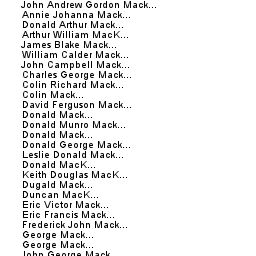 John Andrew Gordon Mack...
Annie Johanna Mack...
Donald Arthur Mack...
Arthur William MacK...
James Blake Mack...
William Calder Mack...
John Campbell Mack...
Charles George Mack...
Colin Richard Mack...
Colin Mack...
David Ferguson Mack...
Donald Mack...
Donald Munro Mack...
Donald Mack...
Donald George Mack...
Leslie Donald Mack...
Donald MacK...
Keith Douglas MacK...
Dugald Mack...
Duncan MacK...
Eric Victor Mack...
Eric Francis Mack...
Frederick John Mack...
George Mack...
George Mack...
John George Mack...